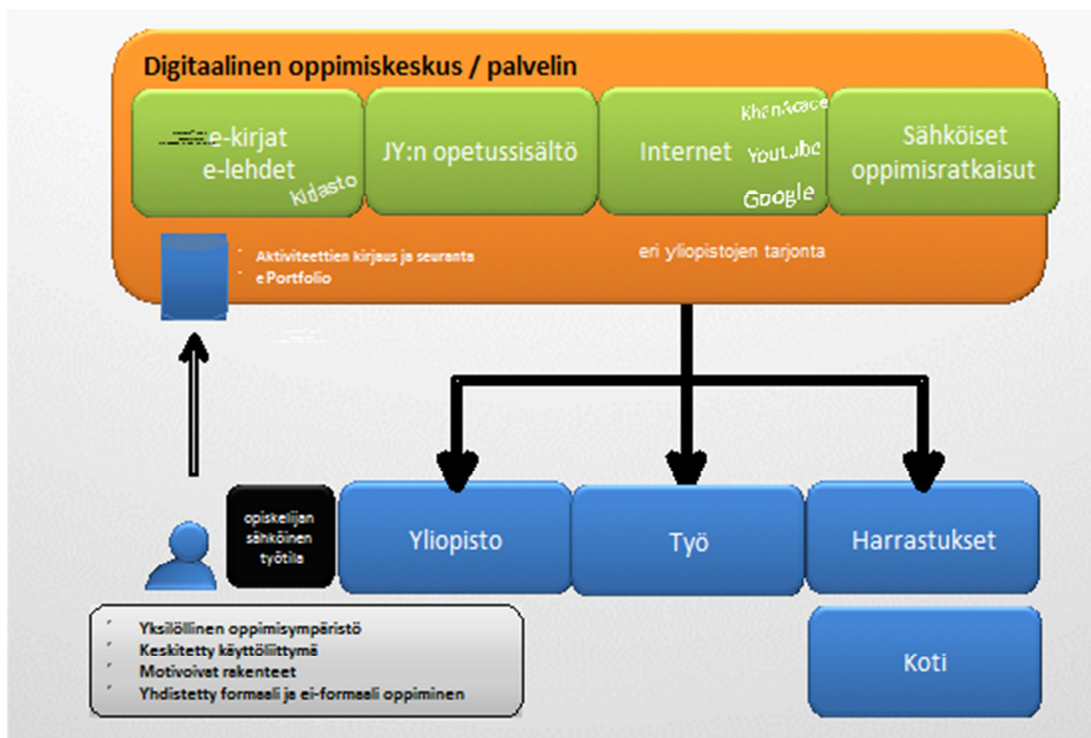 Digitaalinen oppimiskeskus / palvelin
e-kirjat
e-lehdet
kirjasto
JY:n opetussisältö
Internet
KhanAcade
Youtube
Google
Sähköiset
oppimisratkaisut
Aktiviteettien kirjaus ja seuranta
ePortfolio
eri yliopistojen tarjonta
opiskelijan
sähköinen
työtila
Yliopisto
Työ
Harrastukset
Yksilöllinen oppimisympäristö
Keskitetty käyttöliittymä
Motivoivat rakenteet
Yhdistetty formaali ja ei-formaali oppiminen
Koti